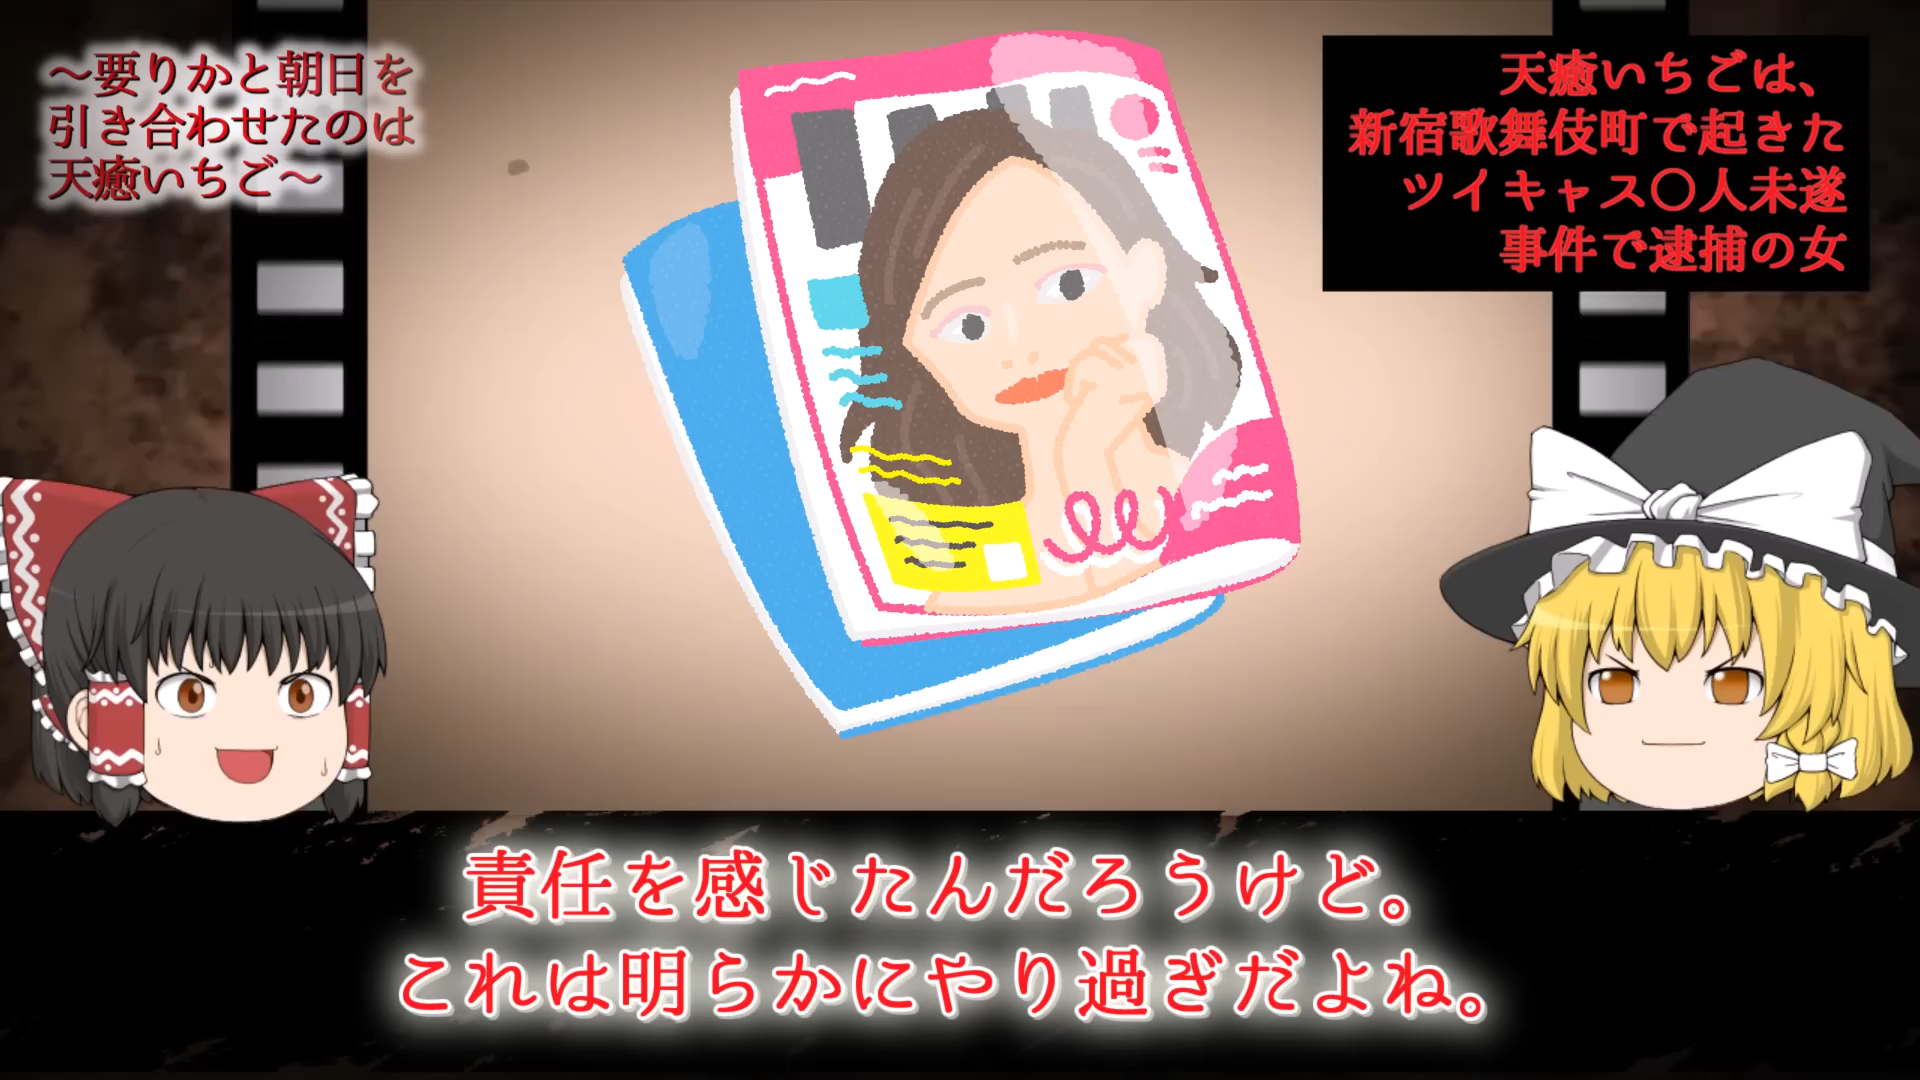 ～要りかと朝日を
引き合わせたのは
天癒いちご～
天癒いちごは、
新宿歌舞伎町で起きた
ツイキャス〇人未遂
事件で逮捕の女
責任を感じたんだろうけど。
これは明らかにやり過ぎだよね。